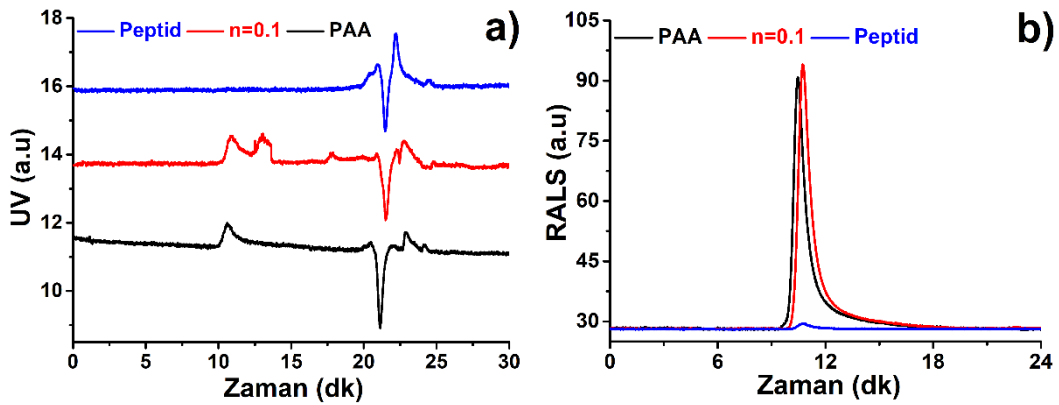 Peptid n=0.1 PAA
a)
UV (a.u)
18
16
14
12
10
0 5 10 15 20 25 30
Zaman (dk)
PAA n=0.1 Peptid
b)
RALS (a.u)
105
90
75
60
45
30
0 6 12 18 24
Zaman (dk)